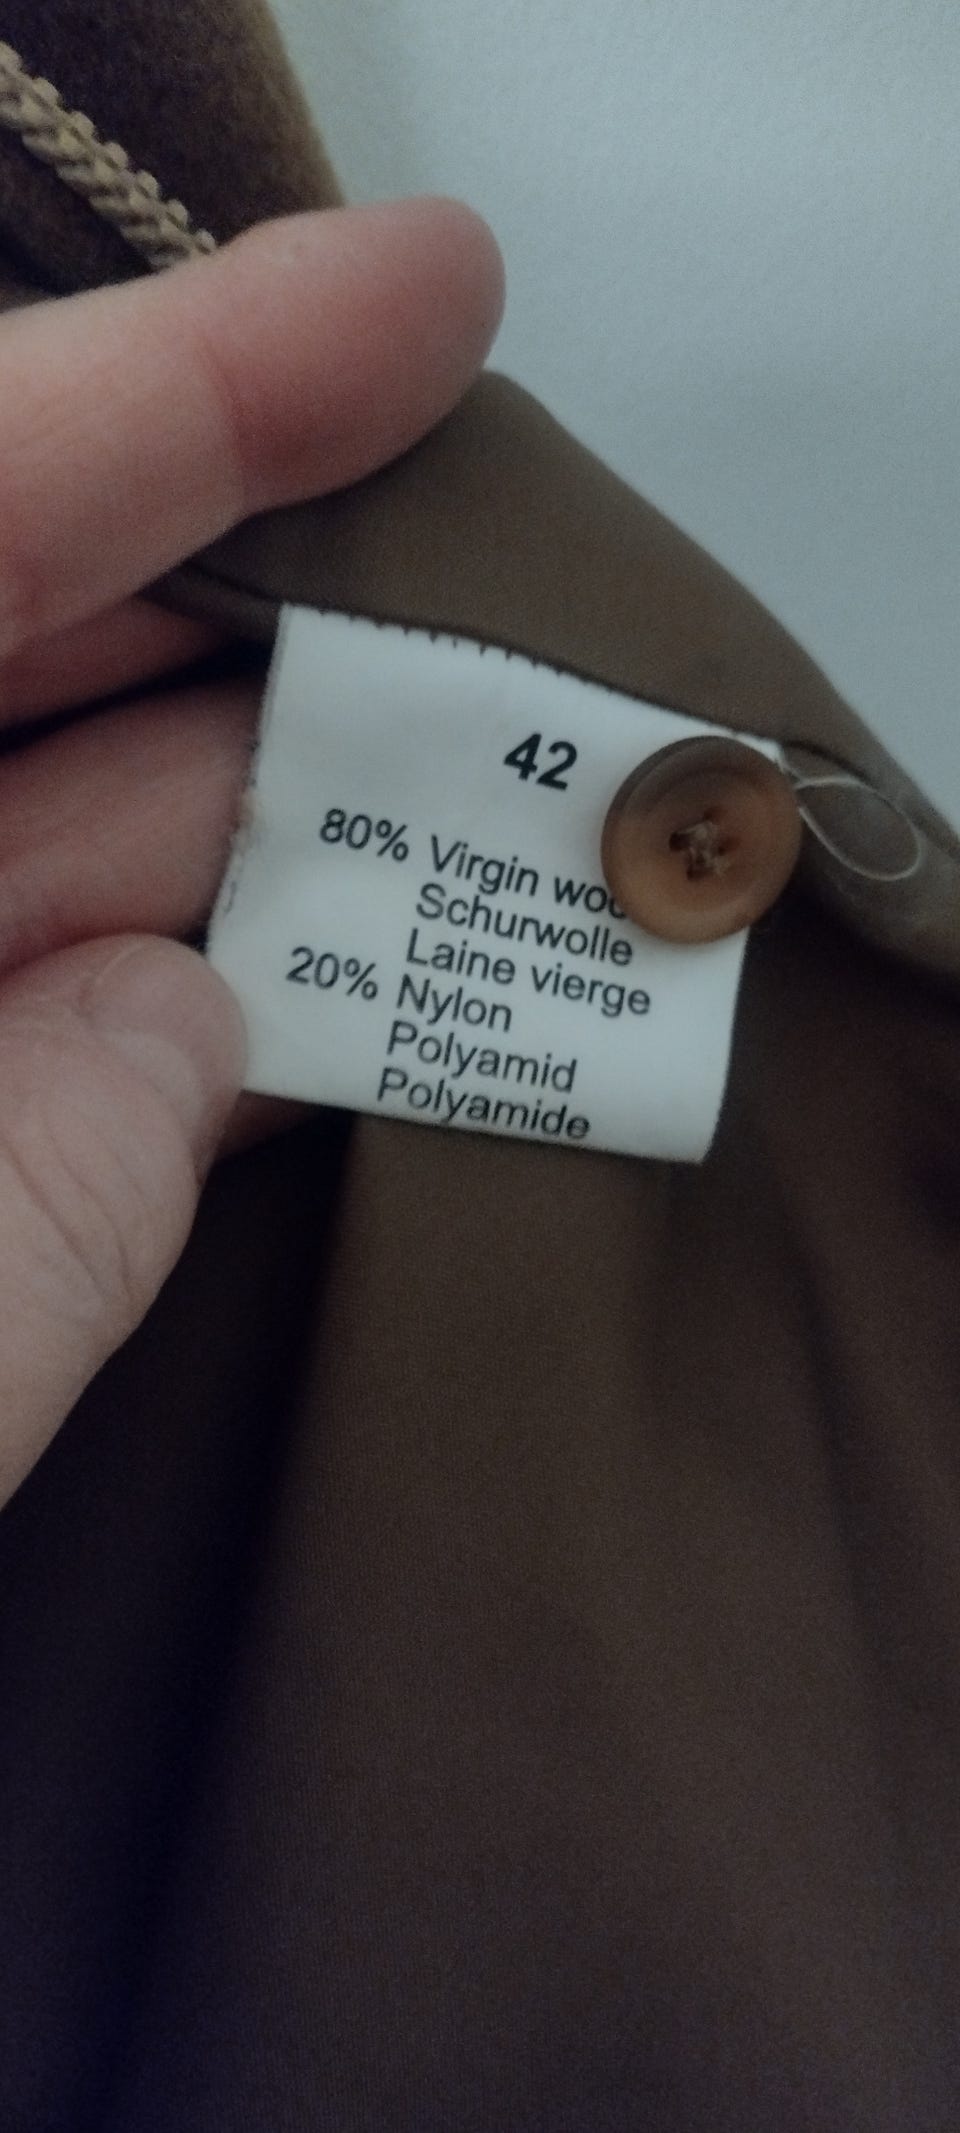 42
80% Virgin
Schurwolle
Laine vierge
20% Nylon
Polyamid
Polyamide